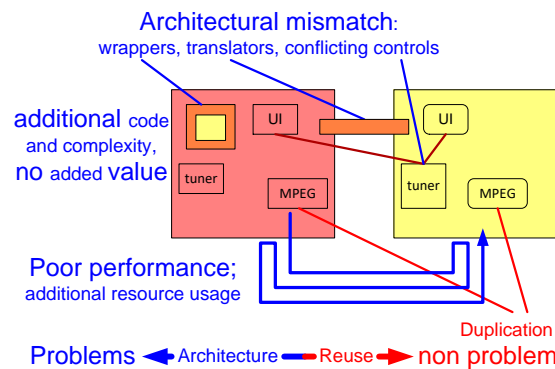 Architectural mismatch:
wrappers, translators, conflicting controls
additional code
and complexity,
no added value
UI
UI
tuner
tuner
MPEG
MPEG
Poor performance;
additional resource usage
Duplication
Problems Architecture Reuse non problem